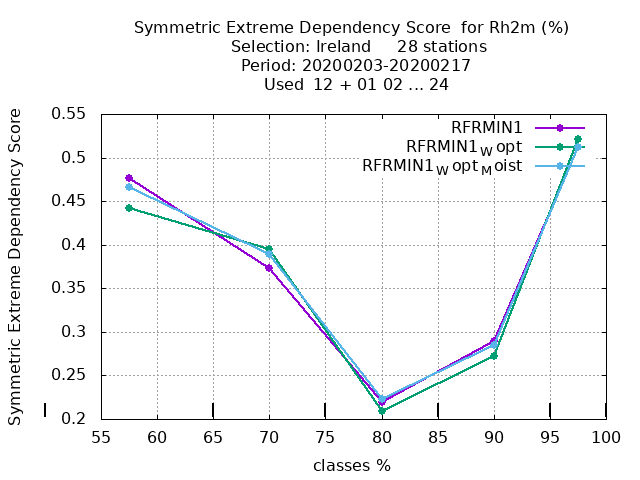 Symmetric Extreme Dependency Score for Rh2m (%)
Selection: Ireland 28 stations
Period: 20200203-20200217
Used 12 + 01 02 ... 24
Symmetric Extreme Dependency Score
0.55
0.5
0.45
0.4
0.35
0.3
0.25
0.2
RFRMIN1
RFRMIN1W opt
RFRMIN1W optM oist
55 60 65 70 75 80 85 90 95 100
classes %